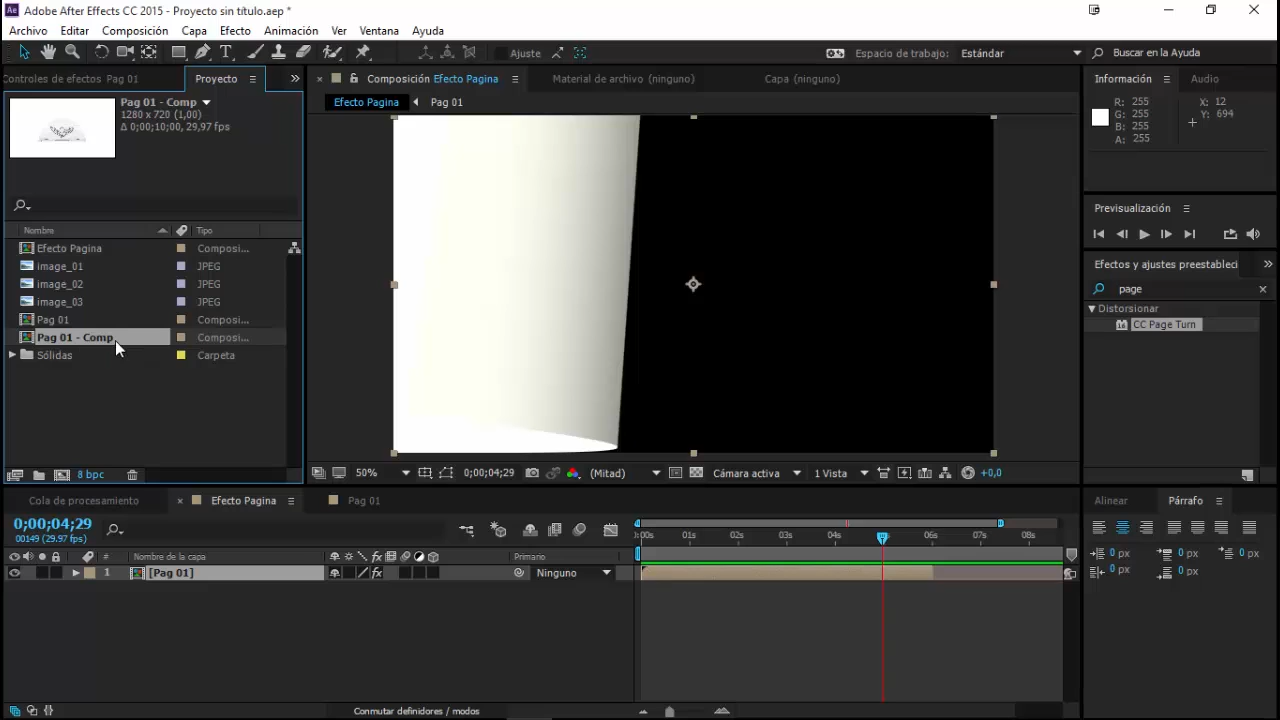 Adobe After Effects CC 2015 - Proyecto sin título.aep *
Archivo Editar Composición Capa Efecto Animación Ver Ventana Ayuda
Ajuste Espacio de trabajo: Estándar Buscar en la Ayuda
Controles de efectos Pag 01 Proyecto Composición Efecto Pagina Material de archivo (ninguno) Capa (ninguno) Información Audio
Pag 01 - Comp
1280 x 720 (1,00)
Δ 0;00;10;00, 29,97 fps
Efecto Pagina Pag 01
R: 255
G: 255
B: 255
A: 255
X: 12
Y: 694
Previsualización
Nombre Tipo
Efecto Pagina Composi...
image_01 JPEG
image_02 JPEG
image_03 JPEG
Pag 01 Composi...
Pag 01 - Comp Composi...
Sólidas Carpeta
Efectos y ajustes preestableci
page
Distorsionar
CC Page Turn
8 bpc
50% 0;00;04;29 (Mitad) Cámara activa 1 Vista +0,0
Cola de procesamiento Efecto Pagina Pag 01
Alinear Párrafo
0;00;04;29
00149 (29.97 fps)
:00s 01s 02s 03s 04s 06s 07s 08s
# Nombre de la capa fx Primario
1 [Pag 01] fx Ninguno
0 px 0 px 0 px
0 px 0 px
Conmutar definidores / modos